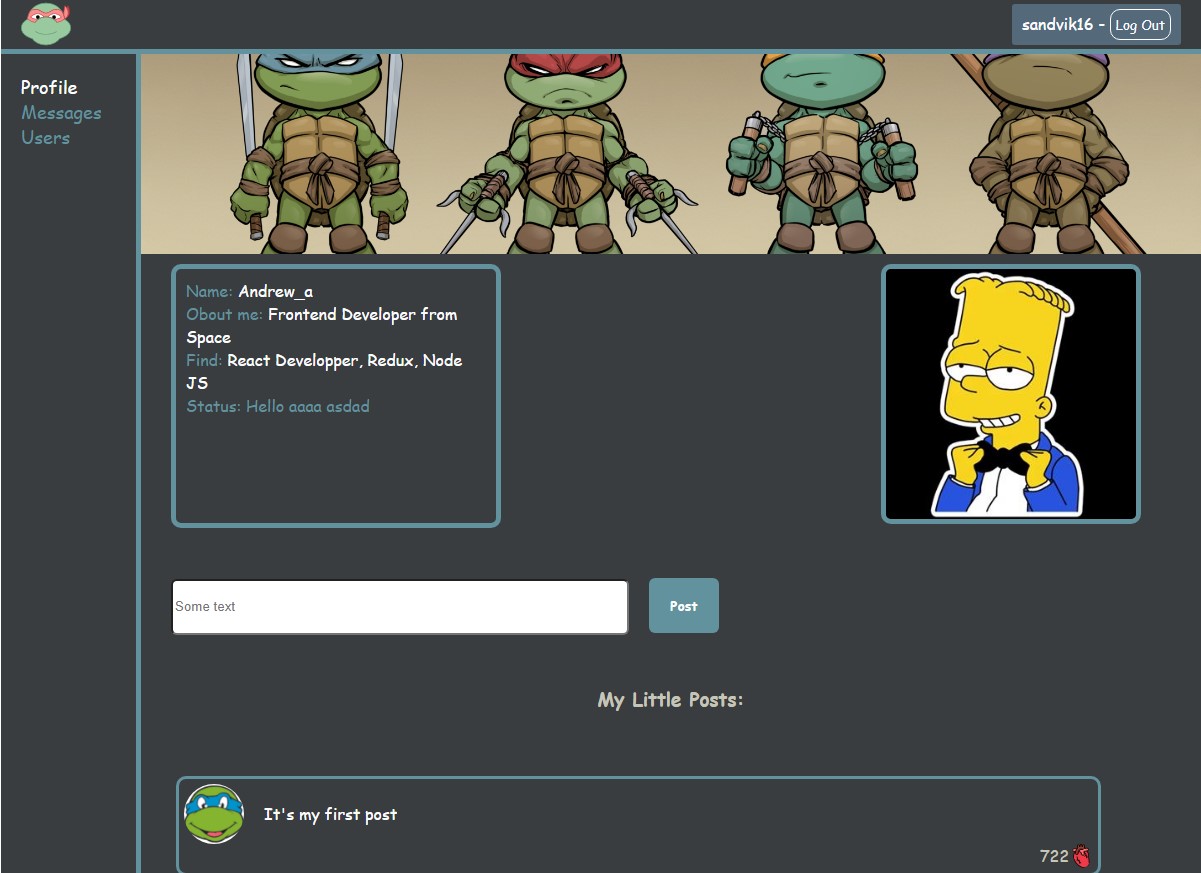 sandvik16 - Log Out
Profile
Messages
Users
Name: Andrew_a
Obout me: Frontend Developer from
Space
Find: React Developper, Redux, Node
JS
Status: Hello aaaa asdad
Some text
Post
My Little Posts:
It's my first post
722